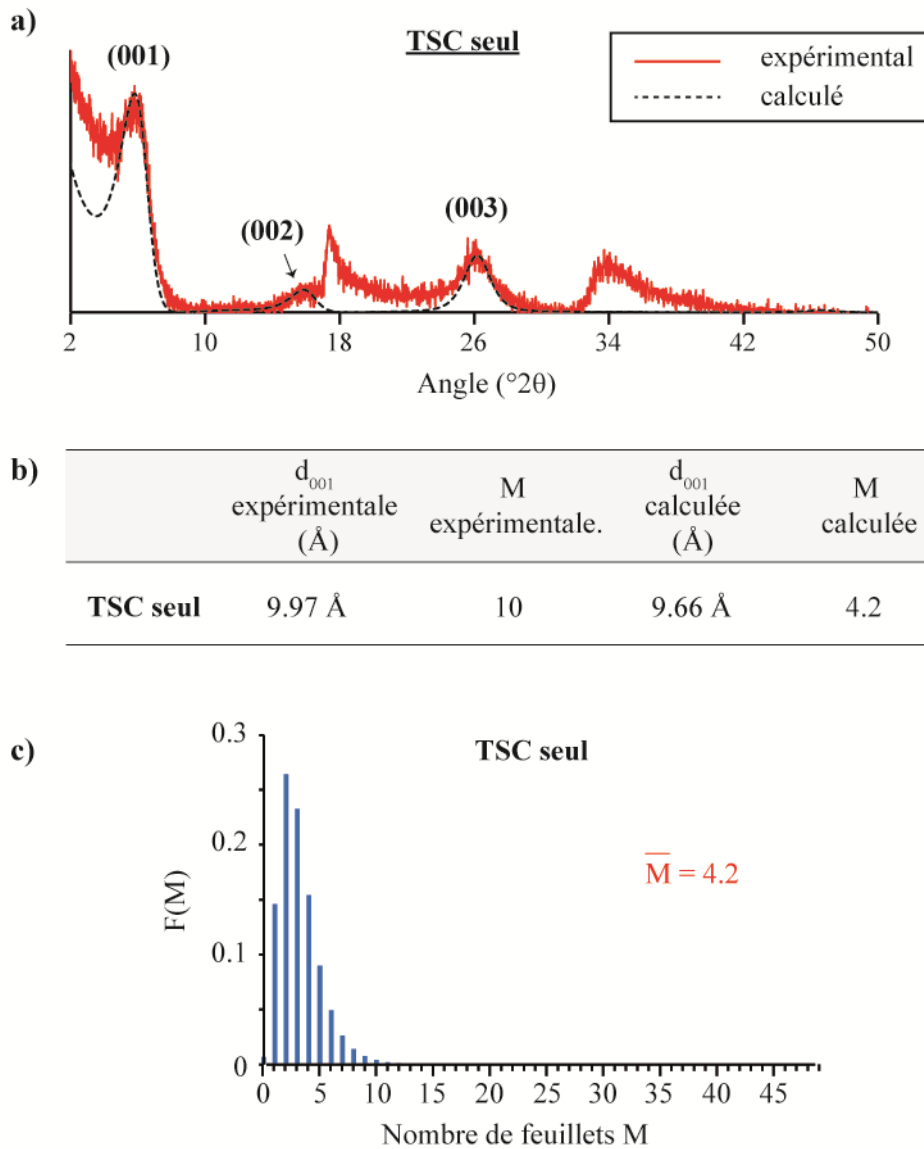 a)
TSC seul
expérimental
calculé
(001)
(002)
(003)
2 10 18 26 34 42 50
Angle (°2θ)
b)
d001 expérimentale (Å)
M expérimentale.
d001 calculée (Å)
M calculée
TSC seul 9.97 Å 10 9.66 Å 4.2
c)
TSC seul
M = 4.2
F(M)
0.3
0.2
0.1
0
0 5 10 15 20 25 30 35 40 45
Nombre de feuillets M